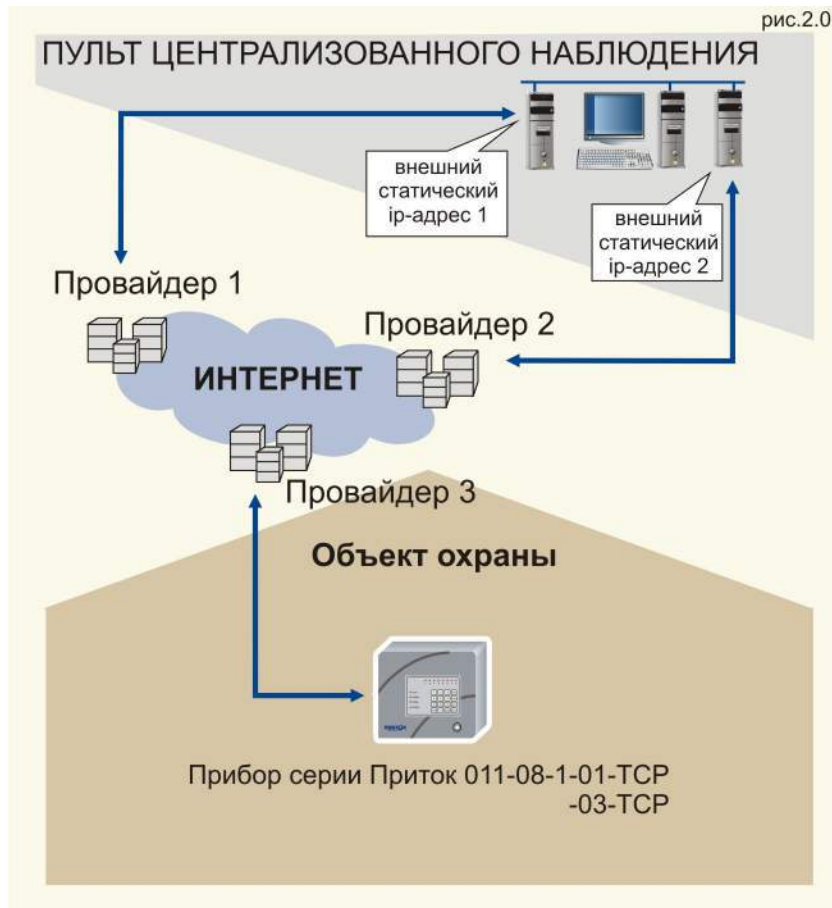 рис.2.0
ПУЛЬТ ЦЕНТРАЛИЗОВАННОГО НАБЛЮДЕНИЯ
внешний
статический
ip-адрес 1
внешний
статический
ip-адрес 2
Провайдер 1
Провайдер 2
ИНТЕРНЕТ
Провайдер 3
Объект охраны
Прибор серии Приток 011-08-1-01-TCP
-03-TCP